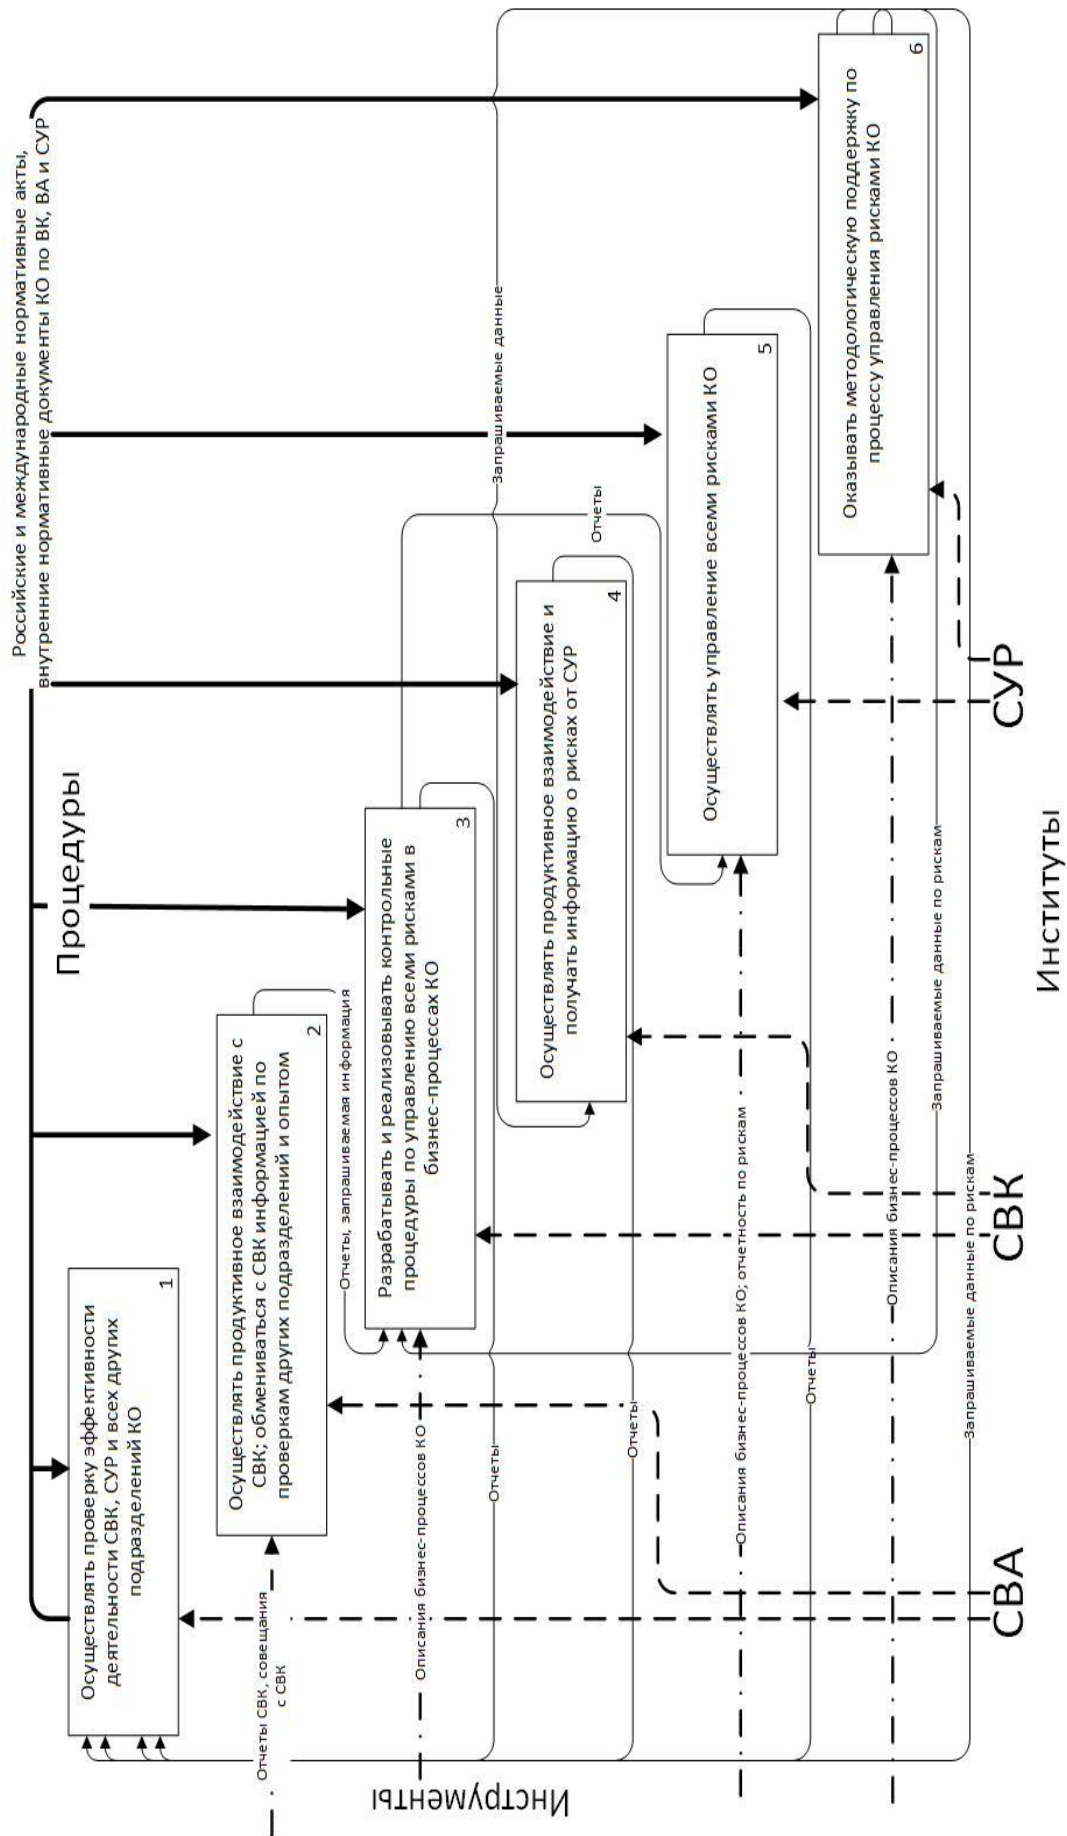 Российские и международные нормативные акты,
внутренние нормативные документы КО по ВК, ВА и СУР
Процедуры
Осуществлять проверку эффективности
деятельности СВК, СУР и всех других
подразделений КО
1
Осуществлять продуктивное взаимодействие с
СВК; обмениваться с СВК информацией по
проверкам других подразделений и опытом
2
Разрабатывать и реализовывать контрольные
процедуры по управлению всеми рисками в
бизнес-процессах КО
3
Осуществлять продуктивное взаимодействие и
получать информацию о рисках от СУР
4
Осуществлять управление всеми рисками КО
5
Оказывать методологическую поддержку по
процессу управления рисками КО
6
Отчеты СВК, совещания
с СВК
Отчеты, запрашиваемая информация
Описания бизнес-процессов КО
Отчеты
Запрашиваемые данные
Отчеты
Отчеты
Описания бизнес-процессов КО; отчетность по рискам
Отчеты
Описания бизнес-процессов КО
Запрашиваемые данные по рискам
Запрашиваемые данные по рискам
Инструменты
СВА
СВК
СУР
Институты